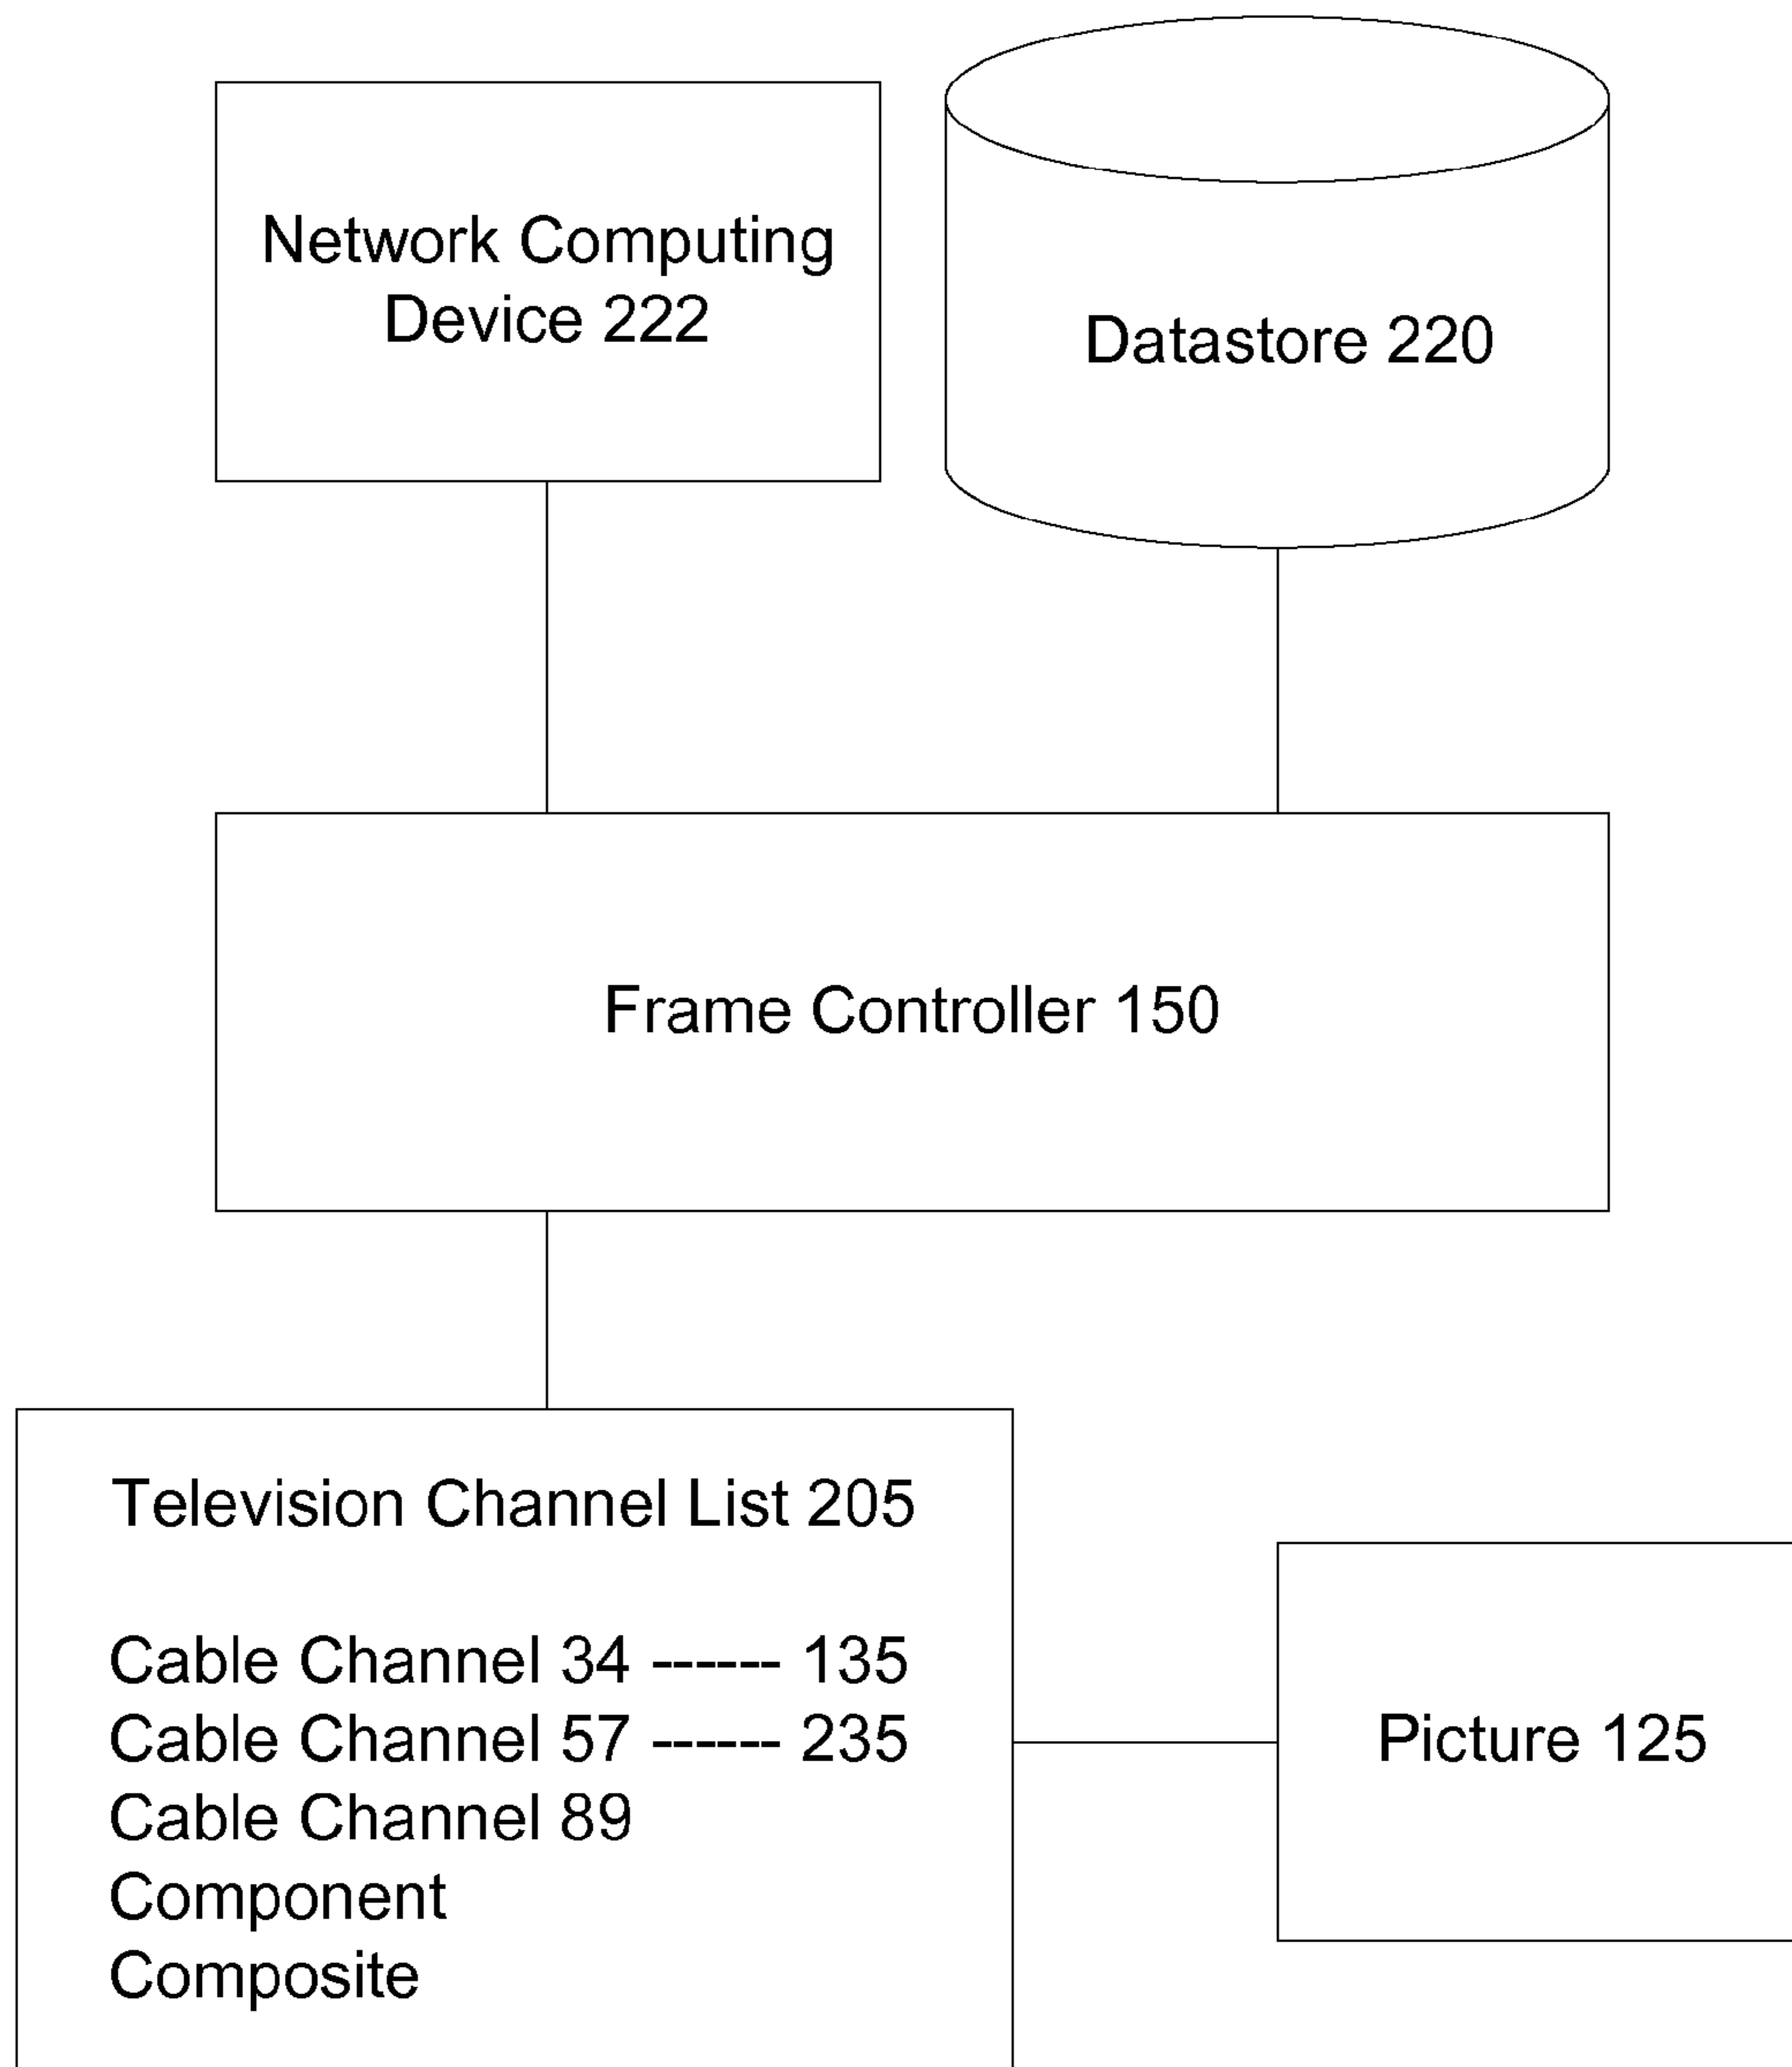 Network Computing
Device 222
Datastore 220
Frame Controller 150
Television Channel List 205
Cable Channel 34 ------ 135
Cable Channel 57 ------ 235
Cable Channel 89
Component
Composite
Picture 125